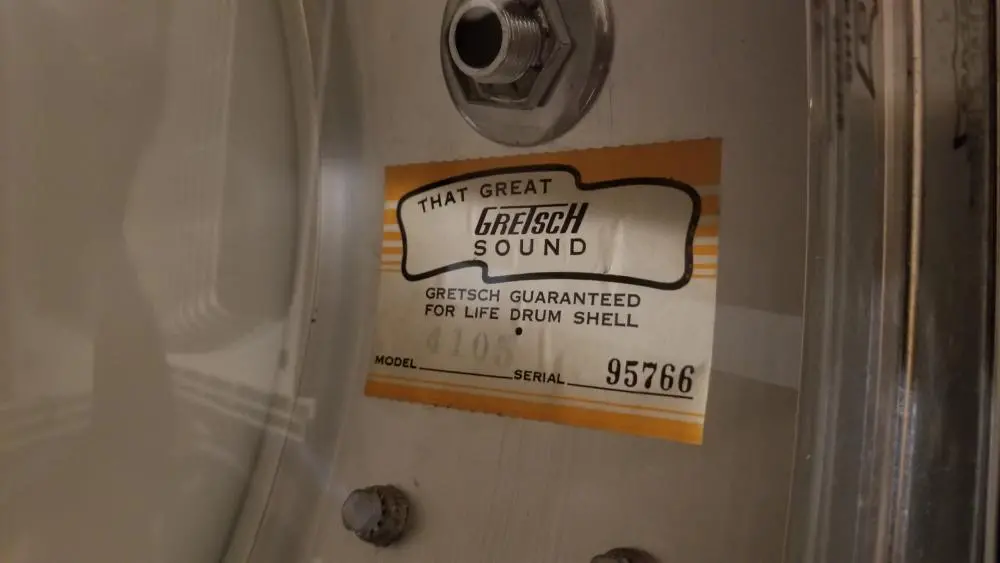 THAT GREAT
GRETSCH
SOUND
GRETSCH GUARANTEED
FOR LIFE DRUM SHELL
4105
MODEL SERIAL 95766